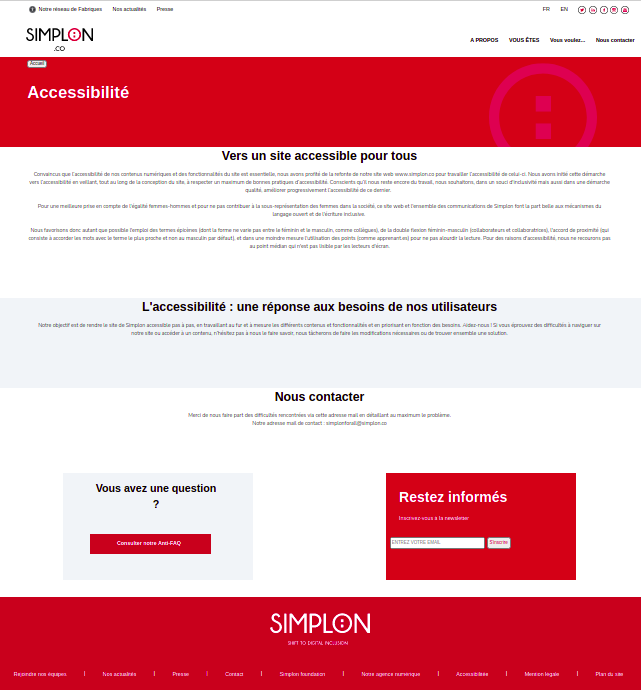 Notre réseau de Fabriques Nos actualités Presse FR EN
SIMPLON
.CO
A PROPOS VOUS ÊTES Vous voulez... Nous contacter
Accueil
Accessibilité
Vers un site accessible pour tous
Convaincus que l'accessibilité de nos contenus numériques et des fonctionnalités du site est essentielle, nous avons profité de la refonte de notre site web www.simplon.co pour travailler l'accessibilité de celui-ci. Nous avons initié cette démarche
vers l'accessibilité en veillant, tout au long de la conception du site, à respecter un maximum de bonnes pratiques d'accessibilité. Conscients qu'il nous reste encore du travail, nous souhaitons, dans un souci d'inclusivité mais aussi dans une démarche
qualité, améliorer progressivement l'accessibilité de ce dernier.
Pour une meilleure prise en compte de l'égalité femmes-hommes et pour ne pas contribuer à la sous-représentation des femmes dans la société, ce site web et l'ensemble des communications de Simplon font la part belle aux mécanismes du
langage ouvert et de l'écriture inclusive.
Nous favorisons donc autant que possible l'emploi des termes épicènes (dont la forme ne varie pas entre le féminin et le masculin, comme collègues), de la double flexion féminin-masculin (collaborateurs et collaboratrices), l'accord de proximité (qui
consiste à accorder les mots avec le terme le plus proche et non au masculin par défaut), et dans une moindre mesure l'utilisation des points (comme apprenant.es) pour ne pas alourdir la lecture. Pour des raisons d'accessibilité, nous ne recourons pas
au point médian qui n'est pas lisible par les lecteurs d'écran.
L'accessibilité : une réponse aux besoins de nos utilisateurs
Notre objectif est de rendre le site de Simplon accessible pas à pas, en travaillant au fur et à mesure les différents contenus et fonctionnalités et en priorisant en fonction des besoins. Aidez-nous ! Si vous éprouvez des difficultés à naviguer sur
notre site ou accéder à un contenu, n'hésitez pas à nous le faire savoir, nous tâcherons de faire les modifications nécessaires ou de trouver ensemble une solution.
Nous contacter
Merci de nous faire part des difficultés rencontrées via cette adresse mail en détaillant au maximum le problème.
Notre adresse mail de contact : simplonforall@simplon.co
Vous avez une question
?
Consulter notre Anti-FAQ
Restez informés
Inscrivez-vous à la newsletter
ENTREZ VOTRE EMAIL S'inscrire
SIMPLON
SHIFT TO DIGITAL INCLUSION
Rejoindre nos équipes | Nos actualités | Presse | Contact | Simplon foundation | Notre agence numérique | Accessibilitée | Mention légale | Plan du site